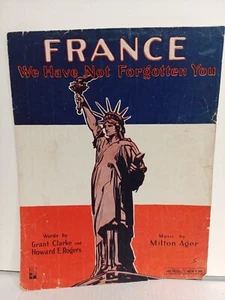 FRANCE
We Have Not Forgotten You
Words by
Grant Clarke and
Howard E. Rogers
Music by
Milton Ager